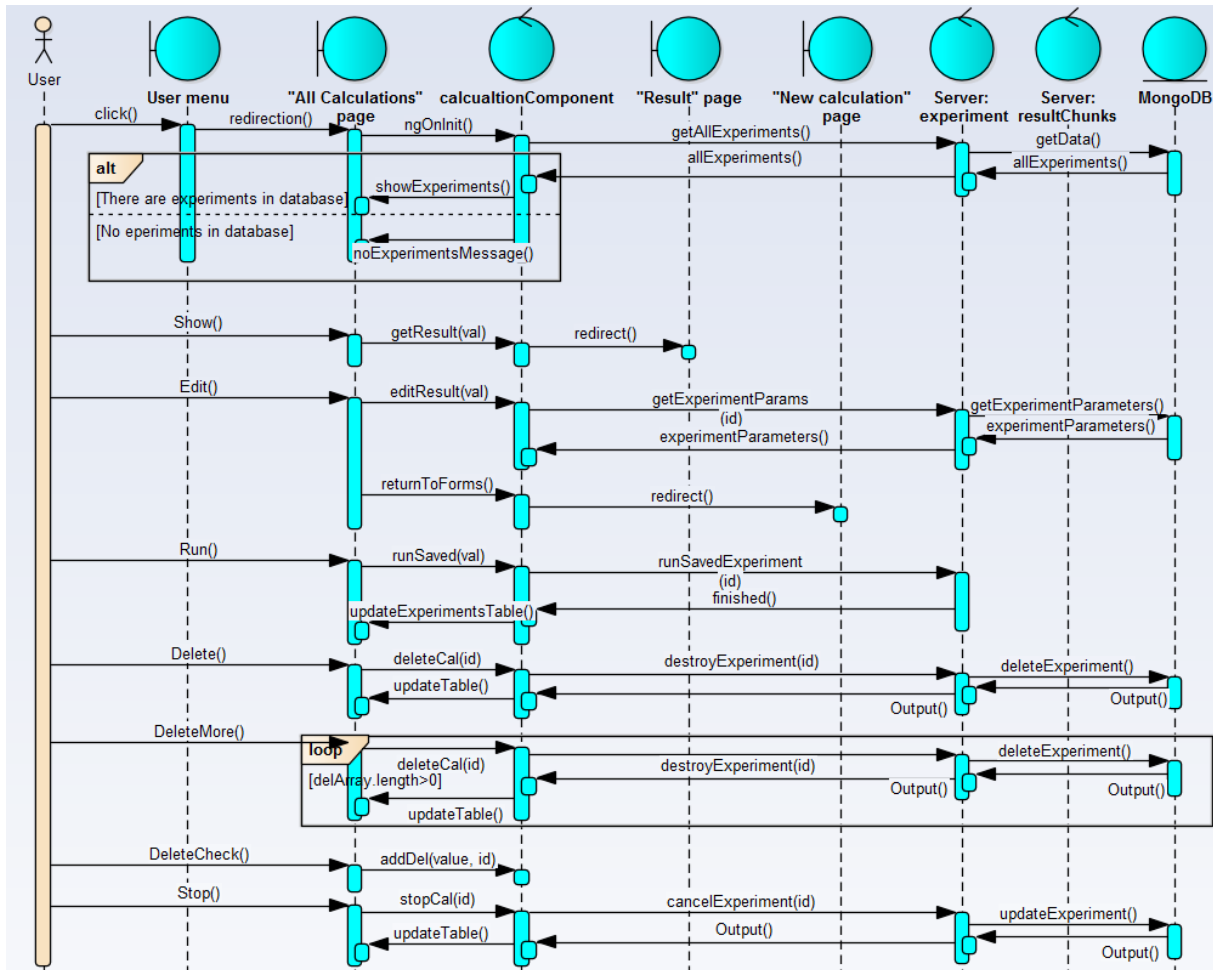 User
User menu
"All Calculations"
page
calcualtionComponent
"Result" page
"New calculation"
page
Server:
experiment
Server:
resultChunks
MongoDB
click()
redirection()
ngOnInit()
getAllExperiments()
getData()
allExperiments()
allExperiments()
alt
showExperiments()
[There are experiments in database]
[No eperiments in database]
noExperimentsMessage()
Show()
getResult(val)
redirect()
Edit()
editResult(val)
getExperimentParams
(id)
getExperimentParameters()
experimentParameters()
experimentParameters()
returnToForms()
redirect()
Run()
runSaved(val)
runSavedExperiment
(id)
finished()
updateExperimentsTable()
Delete()
deleteCal(id)
destroyExperiment(id)
deleteExperiment()
updateTable()
Output()
Output()
DeleteMore()
loop
deleteCal(id)
destroyExperiment(id)
deleteExperiment()
[delArray.length>0]
Output()
Output()
updateTable()
DeleteCheck()
addDel(value, id)
Stop()
stopCal(id)
cancelExperiment(id)
updateExperiment()
updateTable()
Output()
Output()